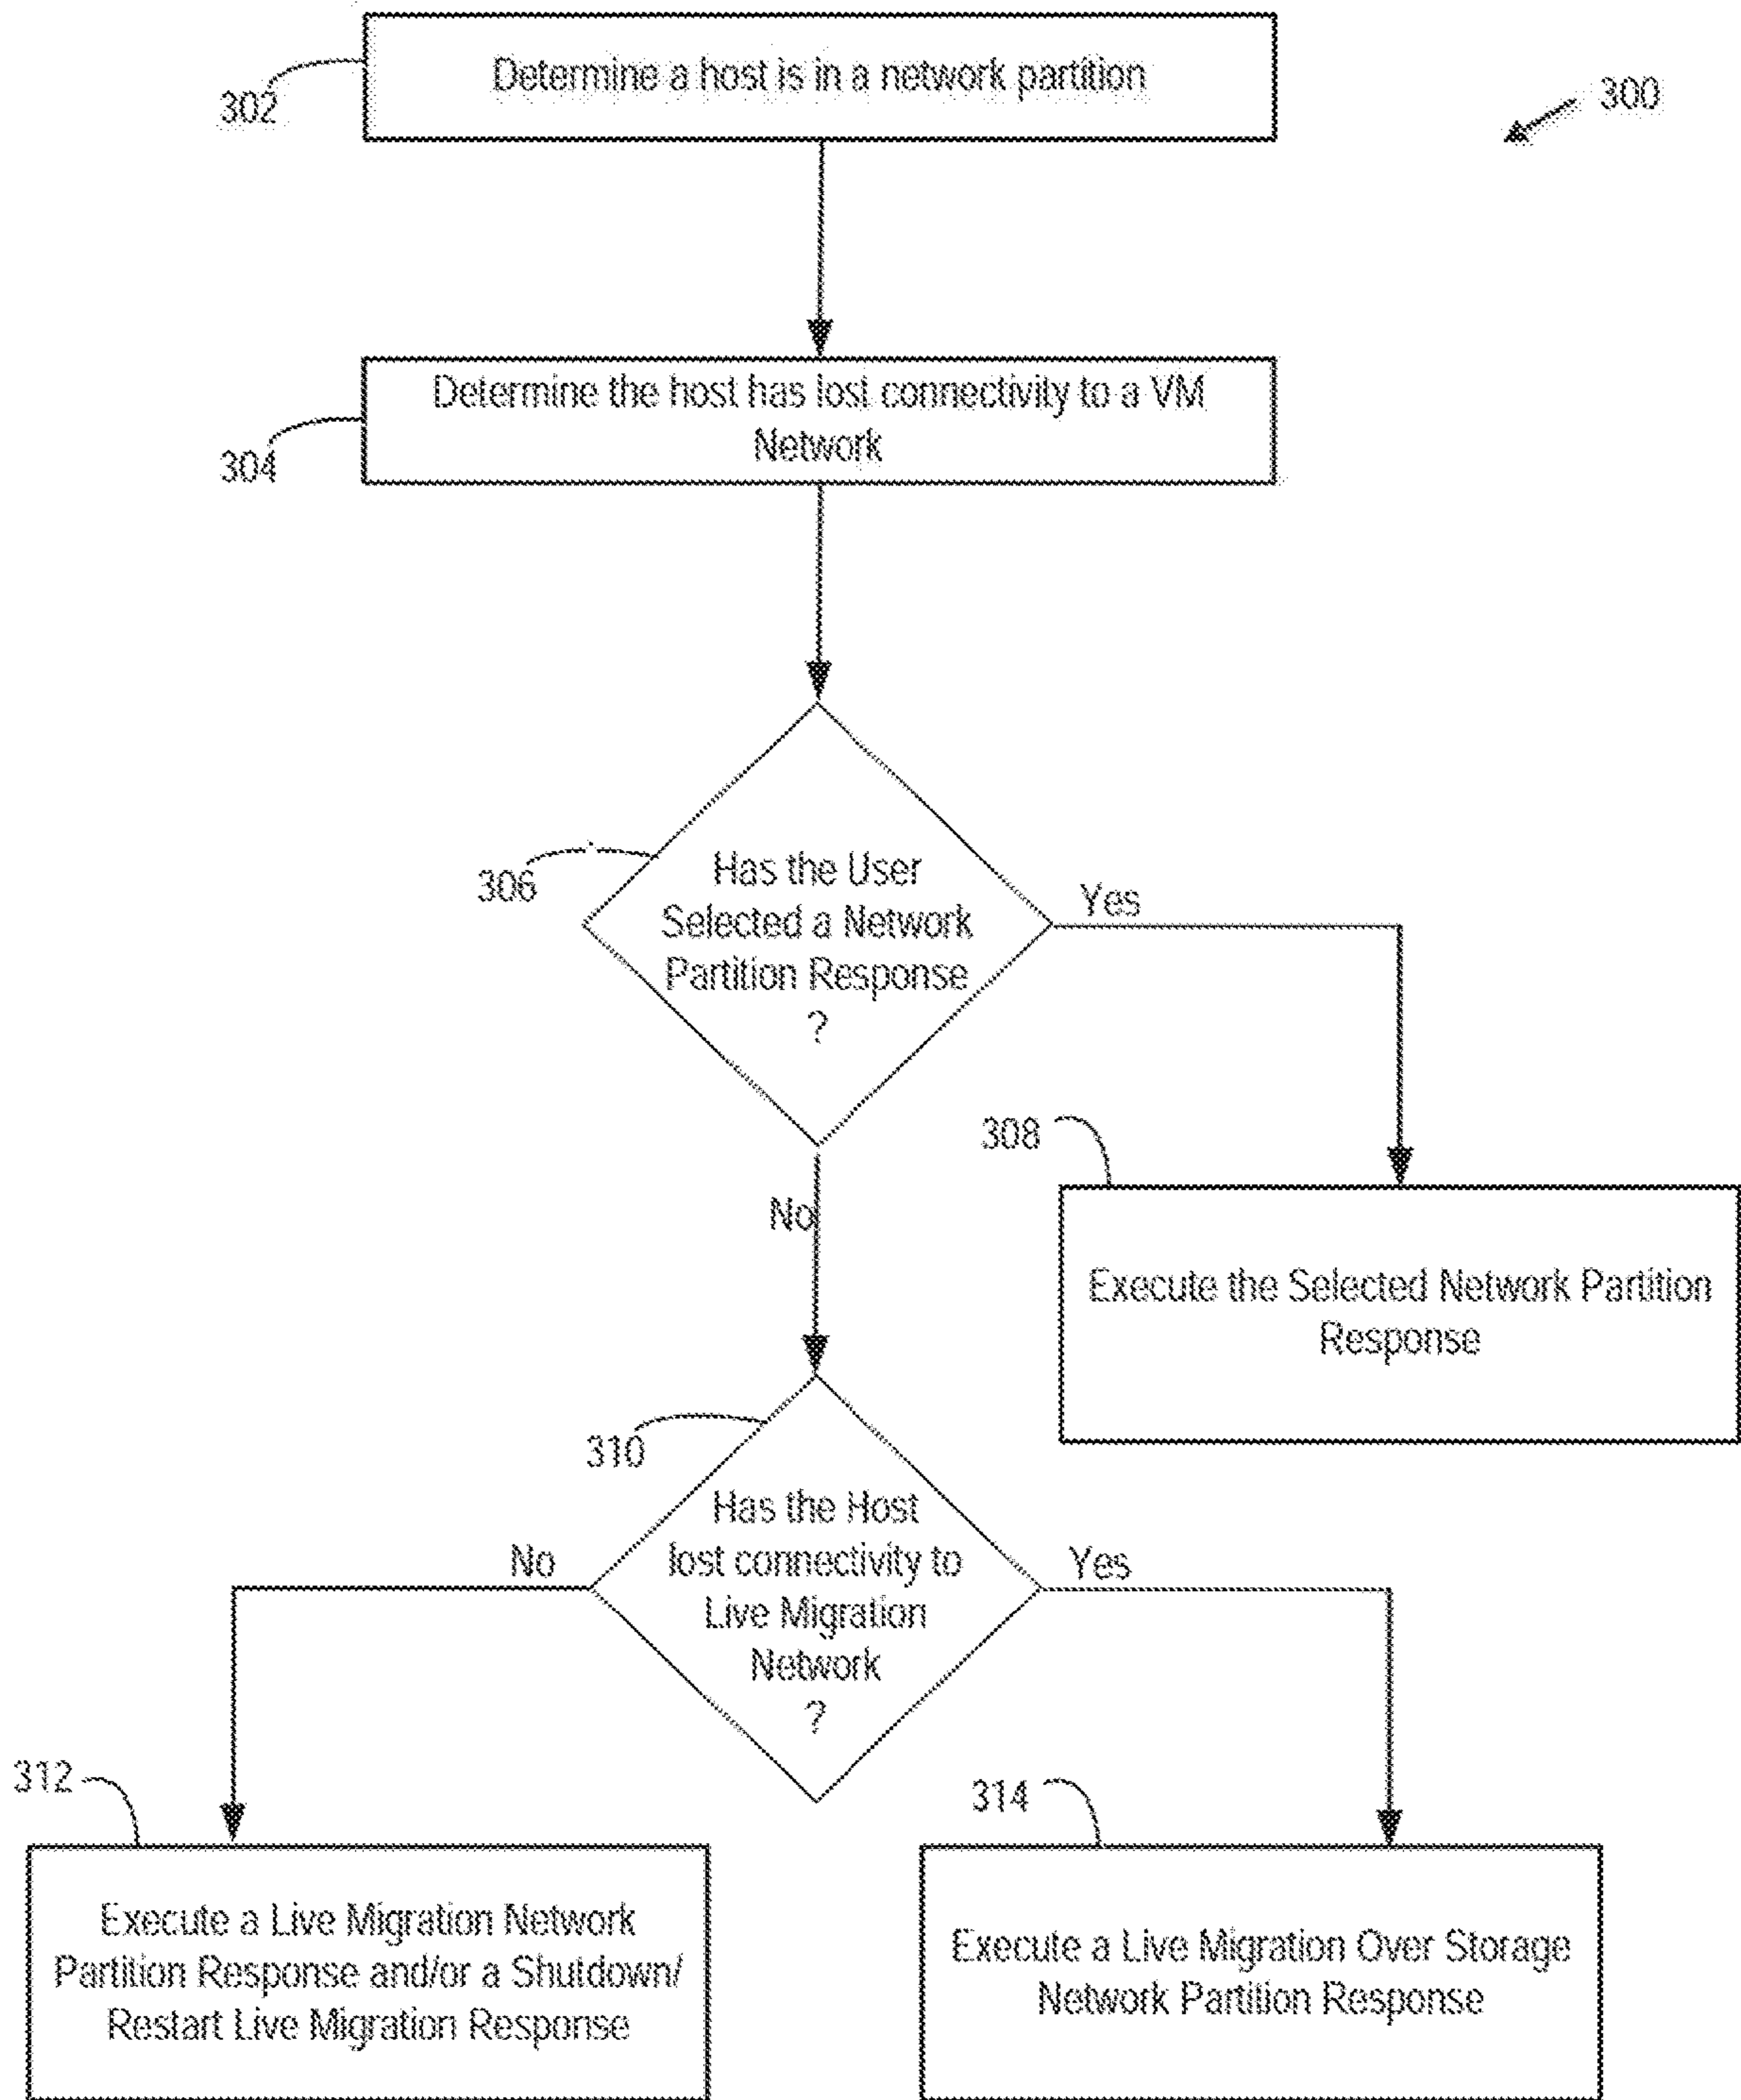 Determine a host is in a network partition
302
300
Determine the host has lost connectivity to a VM
Network
304
Has the User
Selected a Network
Partition Response
?
306
Yes
308
No
Execute the Selected Network Partition
Response
310
Has the Host
lost connectivity to
Live Migration
Network
?
No
Yes
312
314
Execute a Live Migration Network
Partition Response and/or a Shutdown/
Restart Live Migration Response
Execute a Live Migration Over Storage
Network Partition Response